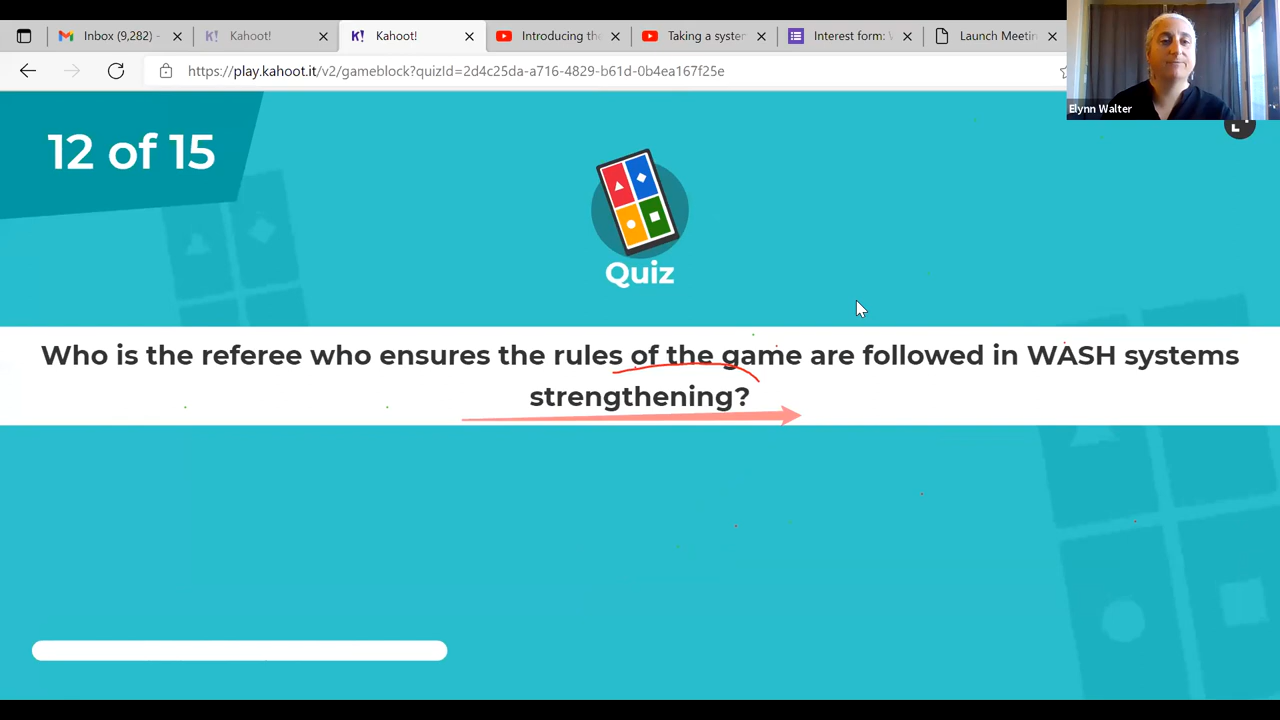 Inbox (9,282) -
Kahoot!
Kahoot!
Introducing the
Taking a system
Interest form:
Launch Meetin
https://play.kahoot.it/v2/gameblock?quizId=2d4c25da-a716-4829-b61d-0b4ea167f25e
Elynn Walter
12 of 15
Quiz
Who is the referee who ensures the rules of the game are followed in WASH systems
strengthening?